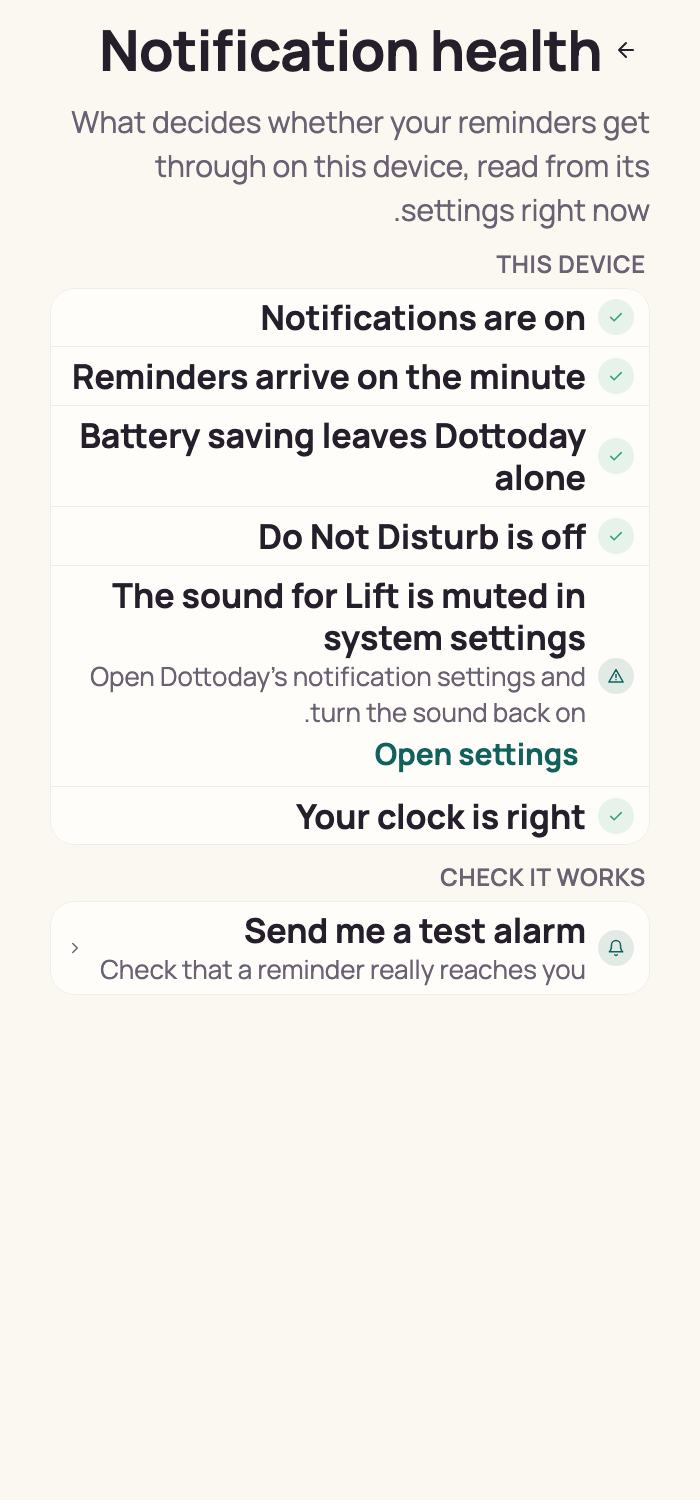 Notification health
What decides whether your reminders get
through on this device, read from its
.settings right now
THIS DEVICE
Notifications are on
Reminders arrive on the minute
Battery saving leaves Dottoday
alone
Do Not Disturb is off
The sound for Lift is muted in
system settings
Open Dottoday's notification settings and
.turn the sound back on
Open settings
Your clock is right
CHECK IT WORKS
Send me a test alarm
Check that a reminder really reaches you